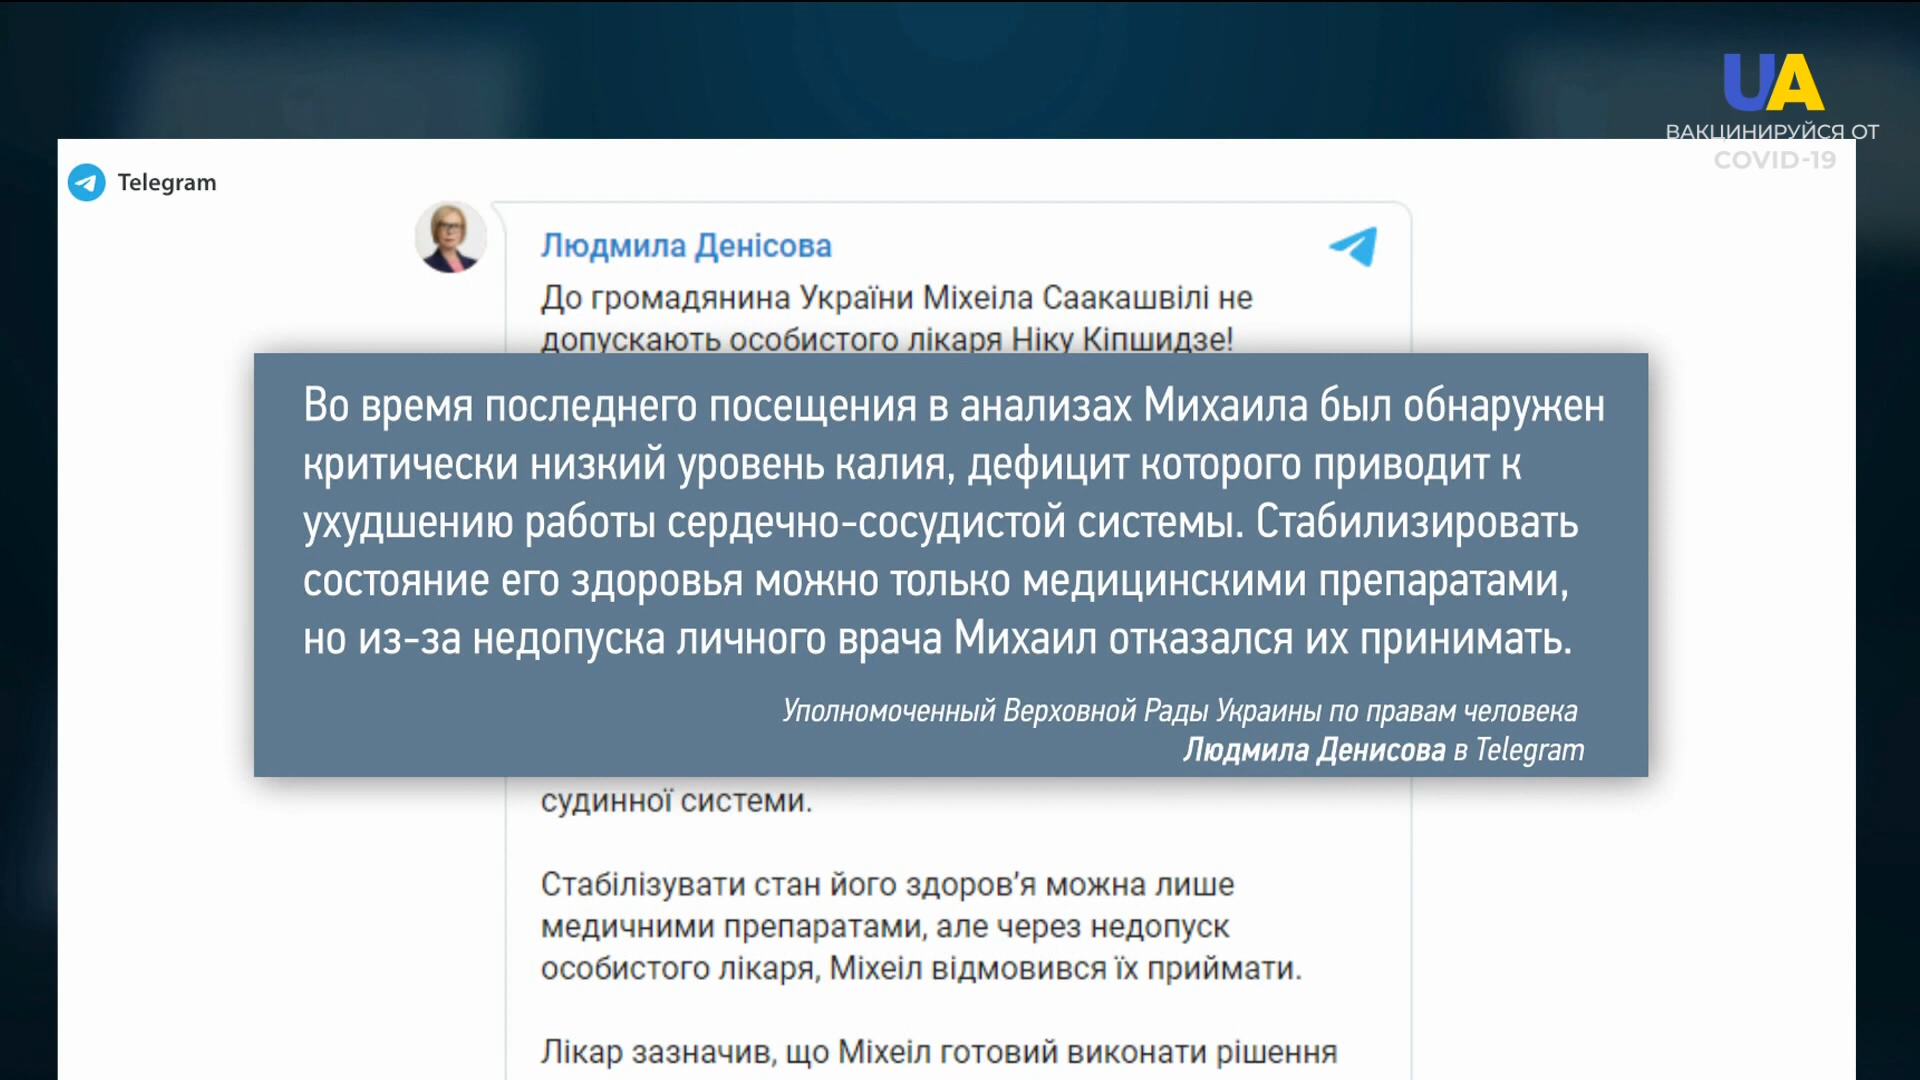 UA
ВАКЦИНИРУЙСЯ ОТ
COVID-19
Telegram
Людмила Денісова
До громадянина України Міхеіла Саакашвілі не
допускають особистого лікаря Ніку Кіпшидзе!
Во время последнего посещения в анализах Михаила был обнаружен
критически низкий уровень калия, дефицит которого приводит к
ухудшению работы сердечно-сосудистой системы. Стабилизировать
состояние его здоровья можно только медицинскими препаратами,
но из-за недопуска личного врача Михаил отказался их принимать.
Уполномоченный Верховной Рады Украины по правам человека
Людмила Денисова в Telegram
судинної системи.
Стабілізувати стан його здоров'я можна лише
медичними препаратами, але через недопуск
особистого лікаря, Міхеіл відмовився їх приймати.
Лікар зазначив, що Міхеіл готовий виконати рішення